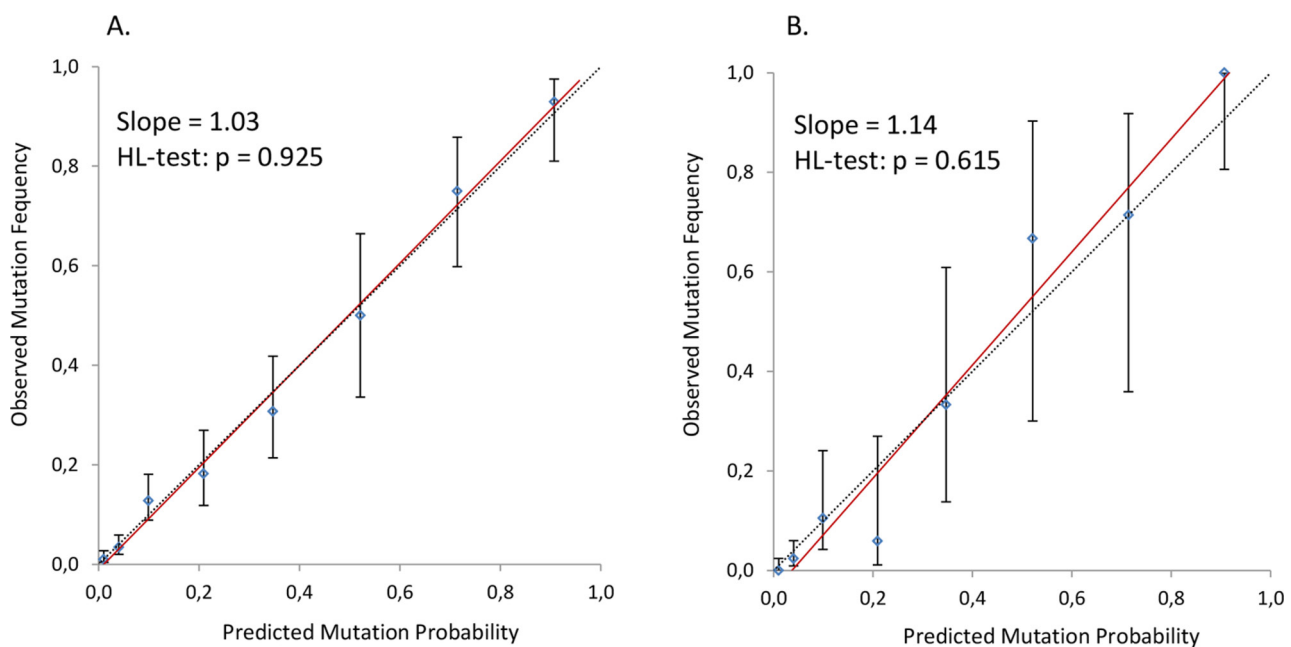 A.
Slope = 1.03
HL-test: p = 0.925
Observed Mutation Fequency
1,0
0,8
0,6
0,4
0,2
0,0
0,0 0,2 0,4 0,6 0,8 1,0
Predicted Mutation Probability
B.
Slope = 1.14
HL-test: p = 0.615
Observed Mutation Fequency
1,0
0,8
0,6
0,4
0,2
0,0
0,0 0,2 0,4 0,6 0,8 1,0
Predicted Mutation Probability